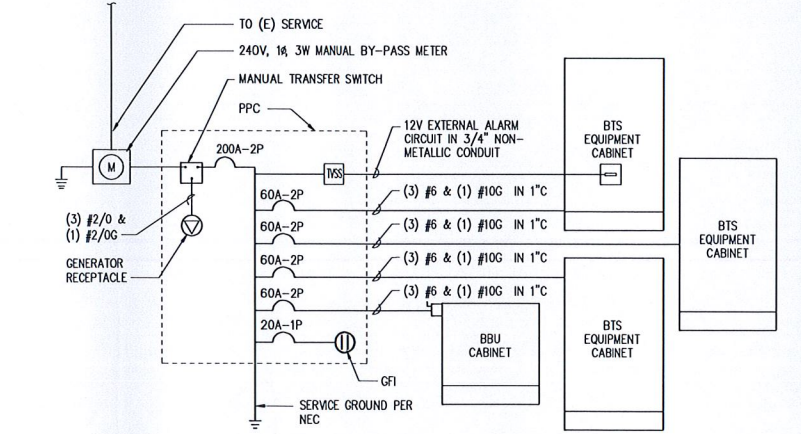 TO (E) SERVICE
240V, 1ø, 3W MANUAL BY-PASS METER
MANUAL TRANSFER SWITCH
PPC
200A-2P
12V EXTERNAL ALARM
CIRCUIT IN 3/4" NON-
METALLIC CONDUIT
BTS
EQUIPMENT
CABINET
M
TVSS
60A-2P
(3) #6 & (1) #10G IN 1"C
(3) #2/0 &
(1) #2/0G
60A-2P
(3) #6 & (1) #10G IN 1"C
BTS
EQUIPMENT
CABINET
GENERATOR
RECEPTACLE
60A-2P
(3) #6 & (1) #10G IN 1"C
60A-2P
(3) #6 & (1) #10G IN 1"C
20A-1P
BBU
CABINET
BTS
EQUIPMENT
CABINET
GFI
SERVICE GROUND PER
NEC